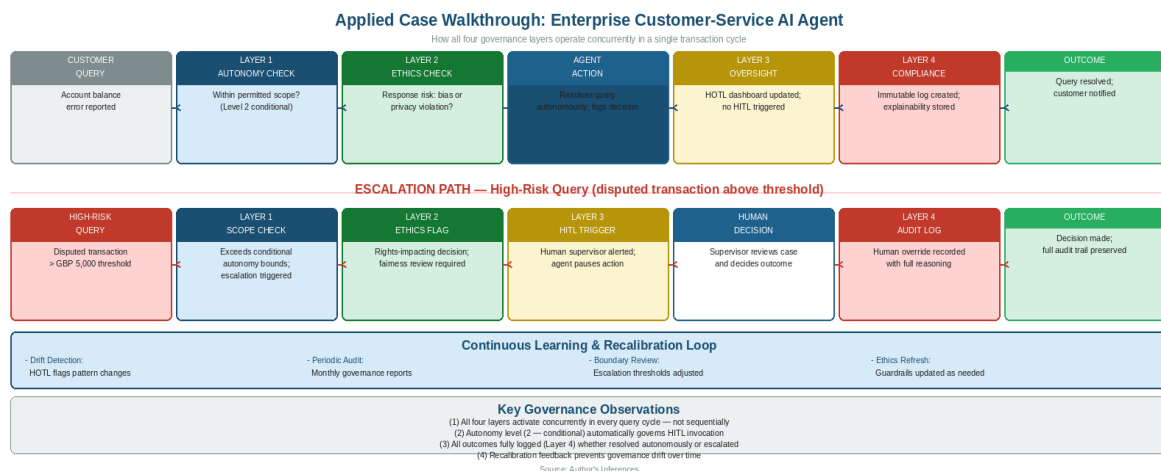 Applied Case Walkthrough: Enterprise Customer-Service AI Agent
How all four governance layers operate concurrently in a single transaction cycle
CUSTOMER
QUERY
Account balance
error reported
LAYER 1
AUTONOMY CHECK
Within permitted scope?
(Level 2 conditional)
LAYER 2
ETHICS CHECK
Response risk: bias or
privacy violation?
AGENT
ACTION
Resolves query
autonomously; logs decision
LAYER 3
OVERSIGHT
HOTL dashboard updated;
no HITL triggered
LAYER 4
COMPLIANCE
Immutable log created;
explainability stored
OUTCOME
Query resolved;
customer notified
ESCALATION PATH — High-Risk Query (disputed transaction above threshold)
HIGH-RISK
QUERY
Disputed transaction
> GBP 5,000 threshold
LAYER 1
SCOPE CHECK
Exceeds conditional
autonomy bounds;
escalation triggered
LAYER 2
ETHICS FLAG
Rights-impacting decision;
fairness review required
LAYER 3
HITL TRIGGER
Human supervisor alerted;
agent pauses action
HUMAN
DECISION
Supervisor reviews case
and decides outcome
LAYER 4
AUDIT LOG
Human override recorded
with full reasoning
OUTCOME
Decision made;
full audit trail preserved
Continuous Learning & Recalibration Loop
- Drift Detection:
HOTL flags pattern changes
- Periodic Audit:
Monthly governance reports
- Boundary Review:
Escalation thresholds adjusted
- Ethics Refresh:
Guardrails updated as needed
Key Governance Observations
(1) All four layers activate concurrently in every query cycle — not sequentially
(2) Autonomy level (2 — conditional) automatically governs HITL invocation
(3) All outcomes fully logged (Layer 4) whether resolved autonomously or escalated
(4) Recalibration feedback prevents governance drift over time
Source: Author's Inferences